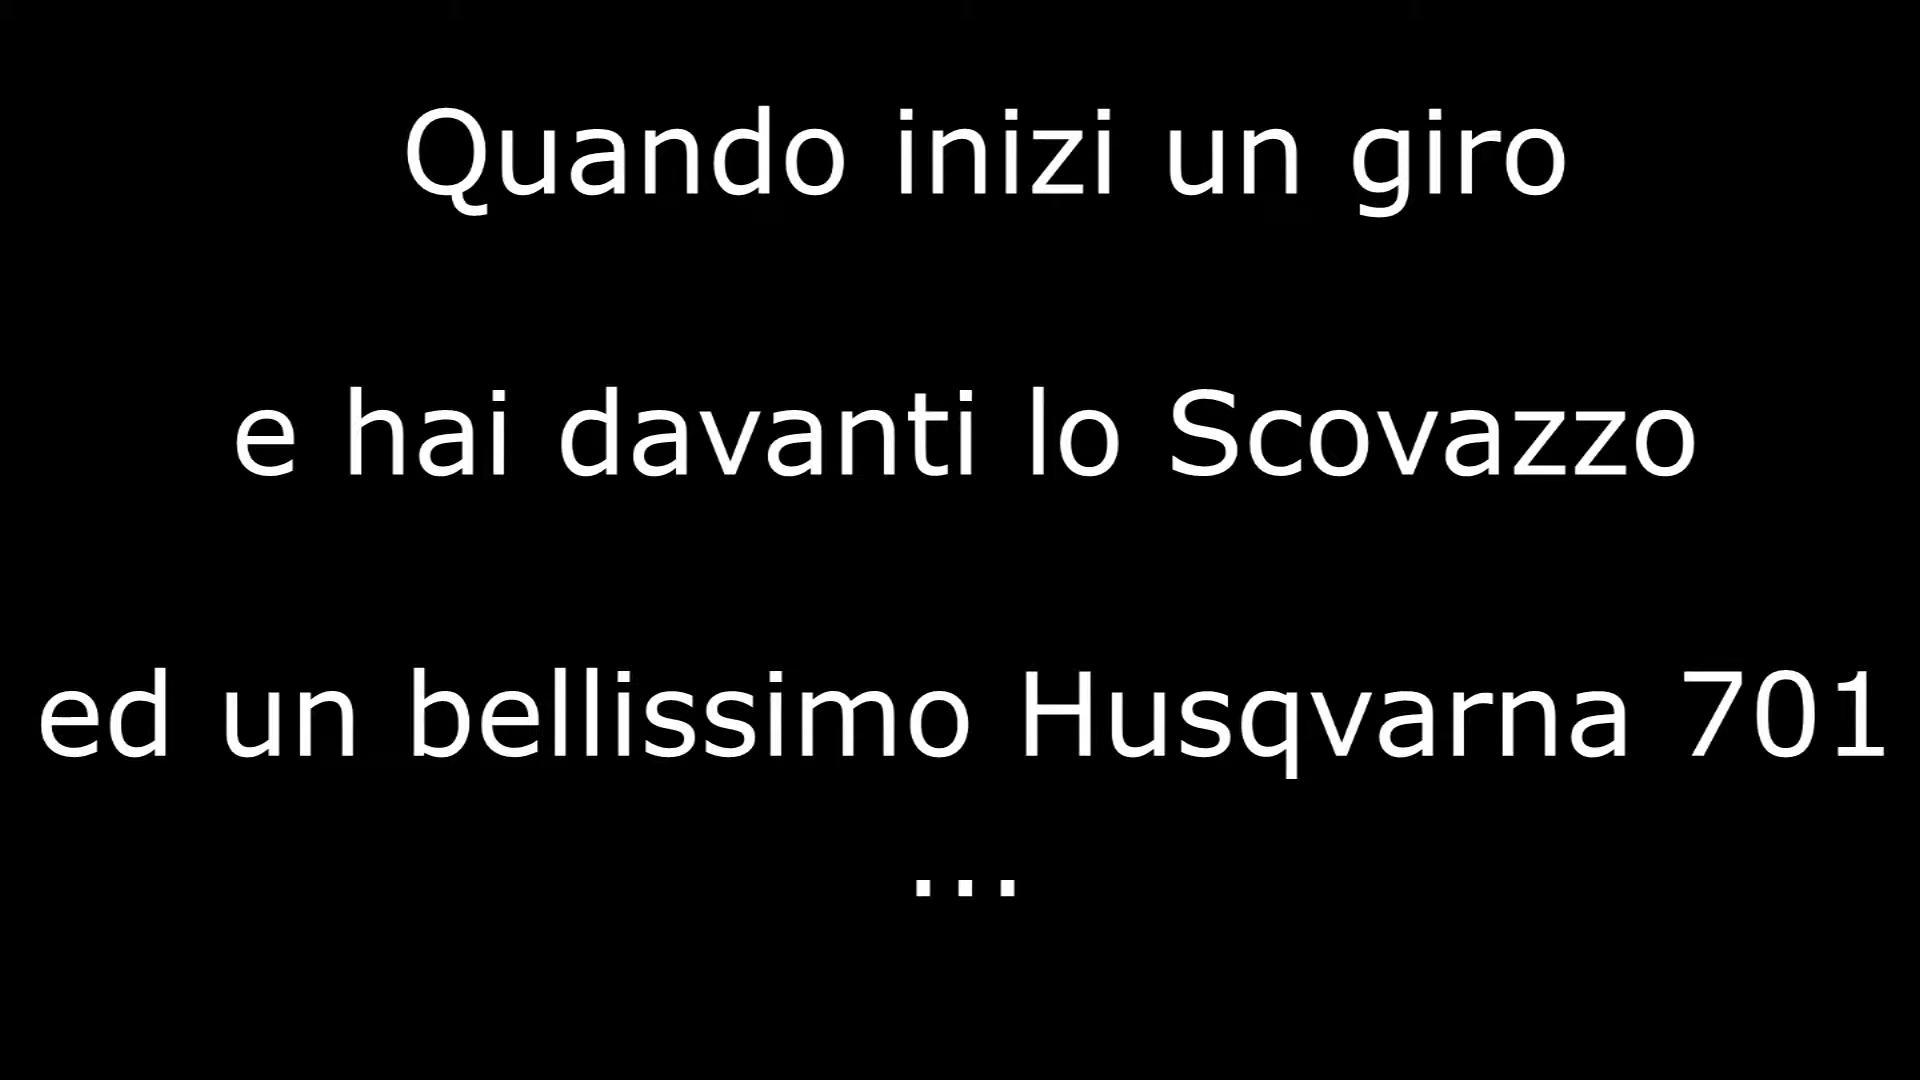 Quando inizi un giro
e hai davanti lo Scovazzo
ed un bellissimo Husqvarna 701
...